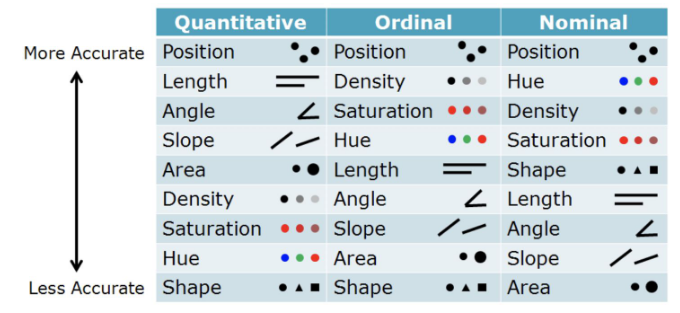 Quantitative Ordinal Nominal
More Accurate Position Position Position
Length Density Hue
Angle Saturation Density
Slope Hue Saturation
Area Length Shape
Density Angle Length
Saturation Slope Angle
Hue Area Slope
Less Accurate Shape Shape Area